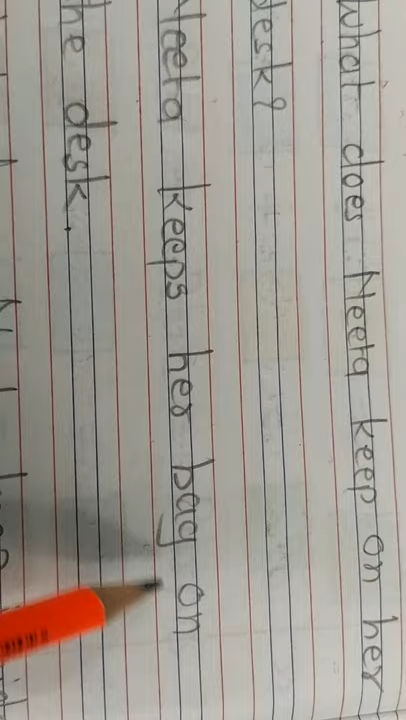 What does Neeta keep on her
desk?
Neeta keeps her bag on
the desk.